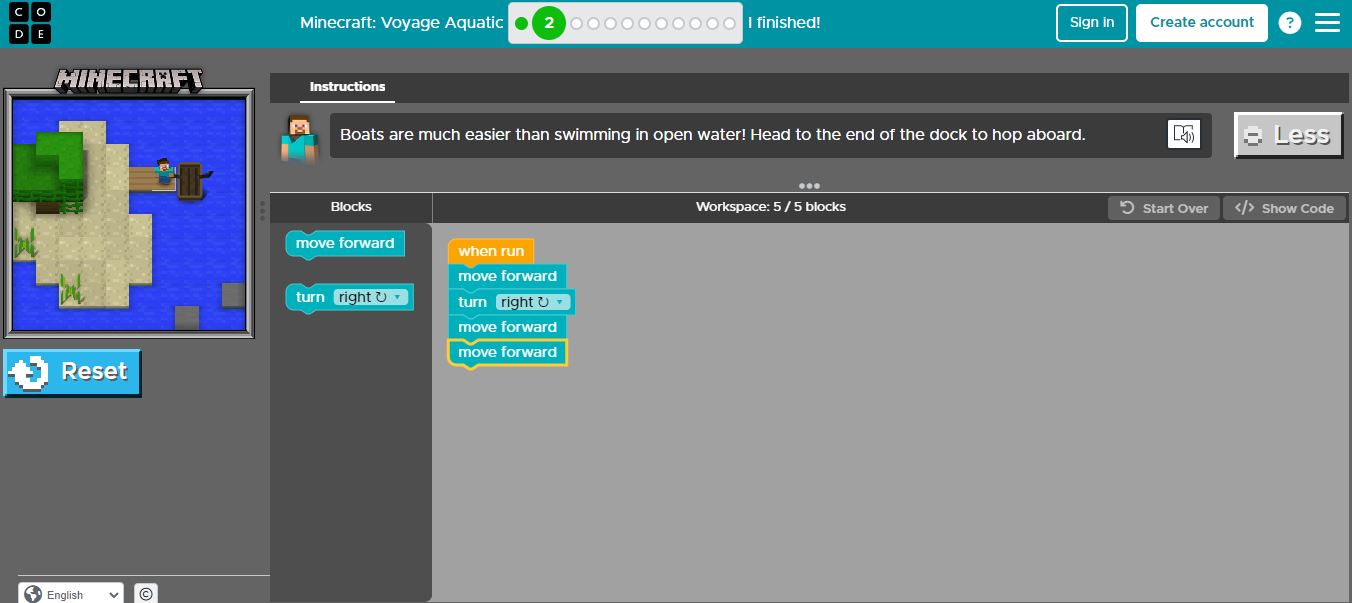 C O
D E
Minecraft: Voyage Aquatic 2 I finished!
Sign in
Create account
?
MINECRAFT
Instructions
Boats are much easier than swimming in open water! Head to the end of the dock to hop aboard.
Less
Blocks
Workspace: 5 / 5 blocks
Start Over
</> Show Code
move forward
turn right ↻
when run
move forward
turn right ↻
move forward
move forward
Reset
English
©